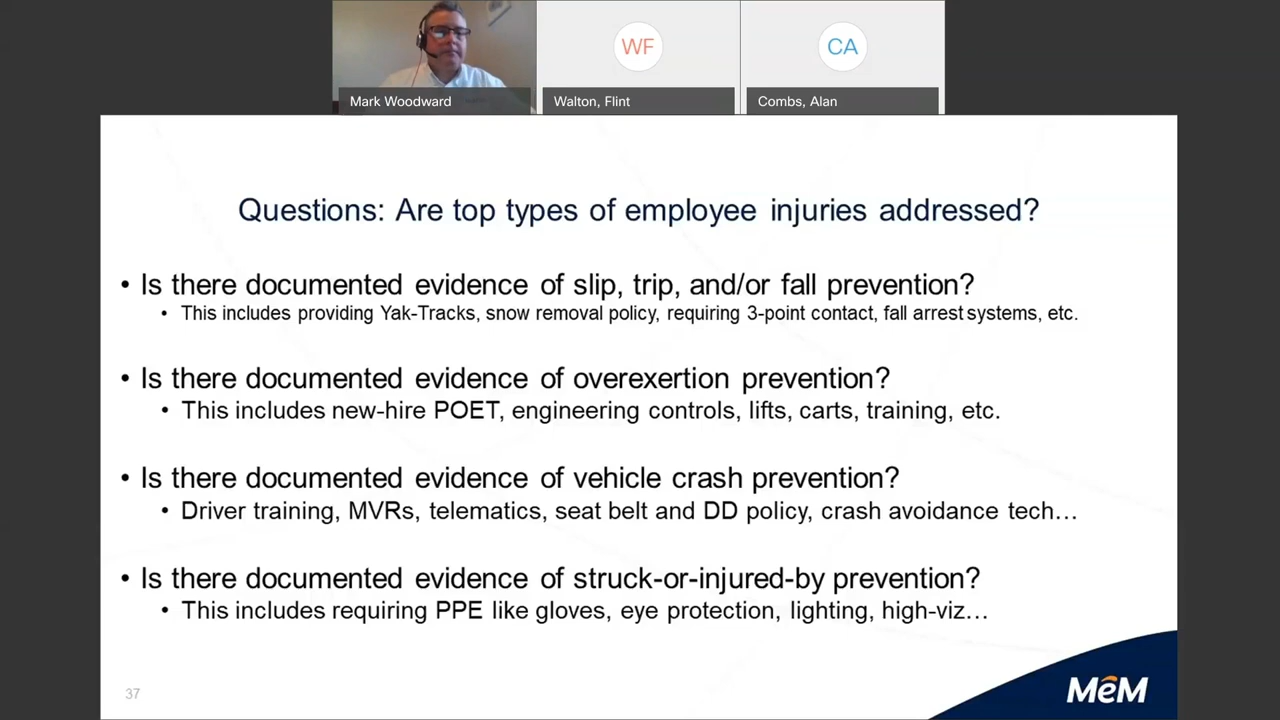 WF
CA
Mark Woodward
Walton, Flint
Combs, Alan
Questions: Are top types of employee injuries addressed?
• Is there documented evidence of slip, trip, and/or fall prevention?
• This includes providing Yak-Tracks, snow removal policy, requiring 3-point contact, fall arrest systems, etc.
• Is there documented evidence of overexertion prevention?
• This includes new-hire POET, engineering controls, lifts, carts, training, etc.
• Is there documented evidence of vehicle crash prevention?
• Driver training, MVRs, telematics, seat belt and DD policy, crash avoidance tech…
• Is there documented evidence of struck-or-injured-by prevention?
• This includes requiring PPE like gloves, eye protection, lighting, high-viz…
37
MeM